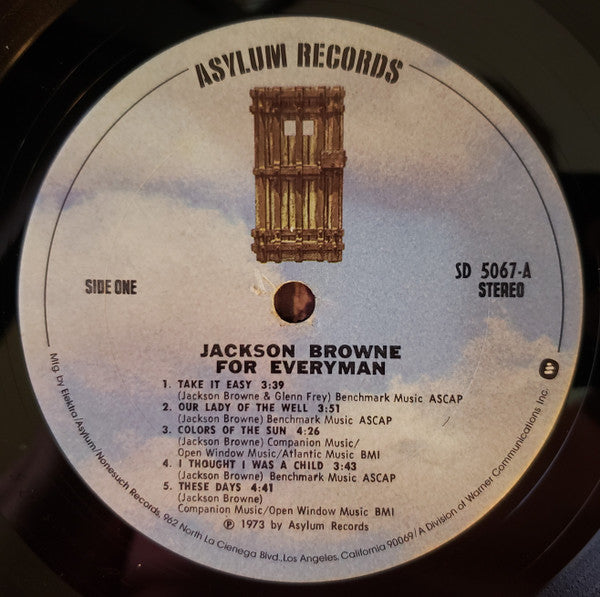 ASYLUM RECORDS
SIDE ONE
SD 5067-A
STEREO
JACKSON BROWNE
FOR EVERYMAN
1. TAKE IT EASY 3:39
(Jackson Browne & Glenn Frey) Benchmark Music ASCAP
2. OUR LADY OF THE WELL 3:51
(Jackson Browne) Benchmark Music ASCAP
3. COLORS OF THE SUN 4:26
(Jackson Browne) Companion Music/
Open Window Music/Atlantic Music BMI
4. I THOUGHT I WAS A CHILD 3:43
(Jackson Browne) Benchmark Music ASCAP
5. THESE DAYS 4:41
(Jackson Browne)
Companion Music/Open Window Music BMI
℗ 1973 by Asylum Records
Mfg. by Elektra/Asylum/Nonesuch Records, 962 North La Cienega Blvd., Los Angeles, California 90069/A Division of Warner Communications Inc.